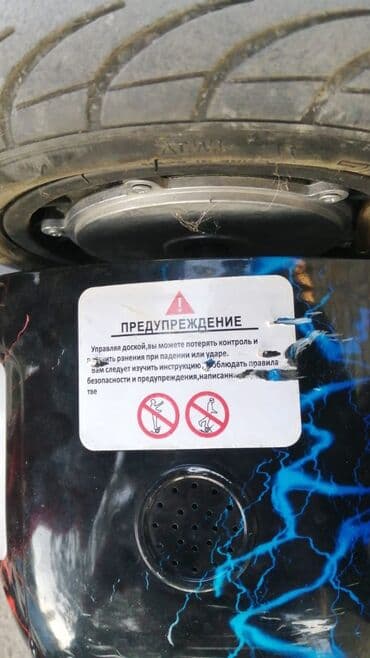 ПРЕДУПРЕЖДЕНИЕ
Управляя доской,вы можете потерять контроль и
ранения при падении или ударе.
Вам следует изучить инструкцию, соблюдать правила
безопасности и предупреждения,написанн
тве